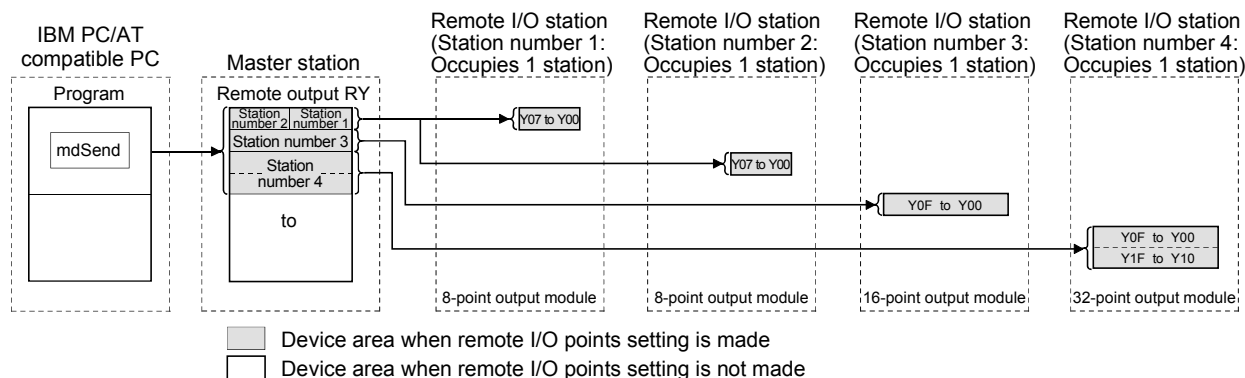 IBM PC/AT
compatible PC
Program
mdSend
Master station
Remote output RY
Station
number 2
Station
number 1
Station number 3
Station
number 4
to
Remote I/O station
(Station number 1:
Occupies 1 station)
Y07 to Y00
8-point output module
Remote I/O station
(Station number 2:
Occupies 1 station)
Y07 to Y00
8-point output module
Remote I/O station
(Station number 3:
Occupies 1 station)
Y0F to Y00
16-point output module
Remote I/O station
(Station number 4:
Occupies 1 station)
Y0F to Y00
Y1F to Y10
32-point output module
Device area when remote I/O points setting is made
Device area when remote I/O points setting is not made